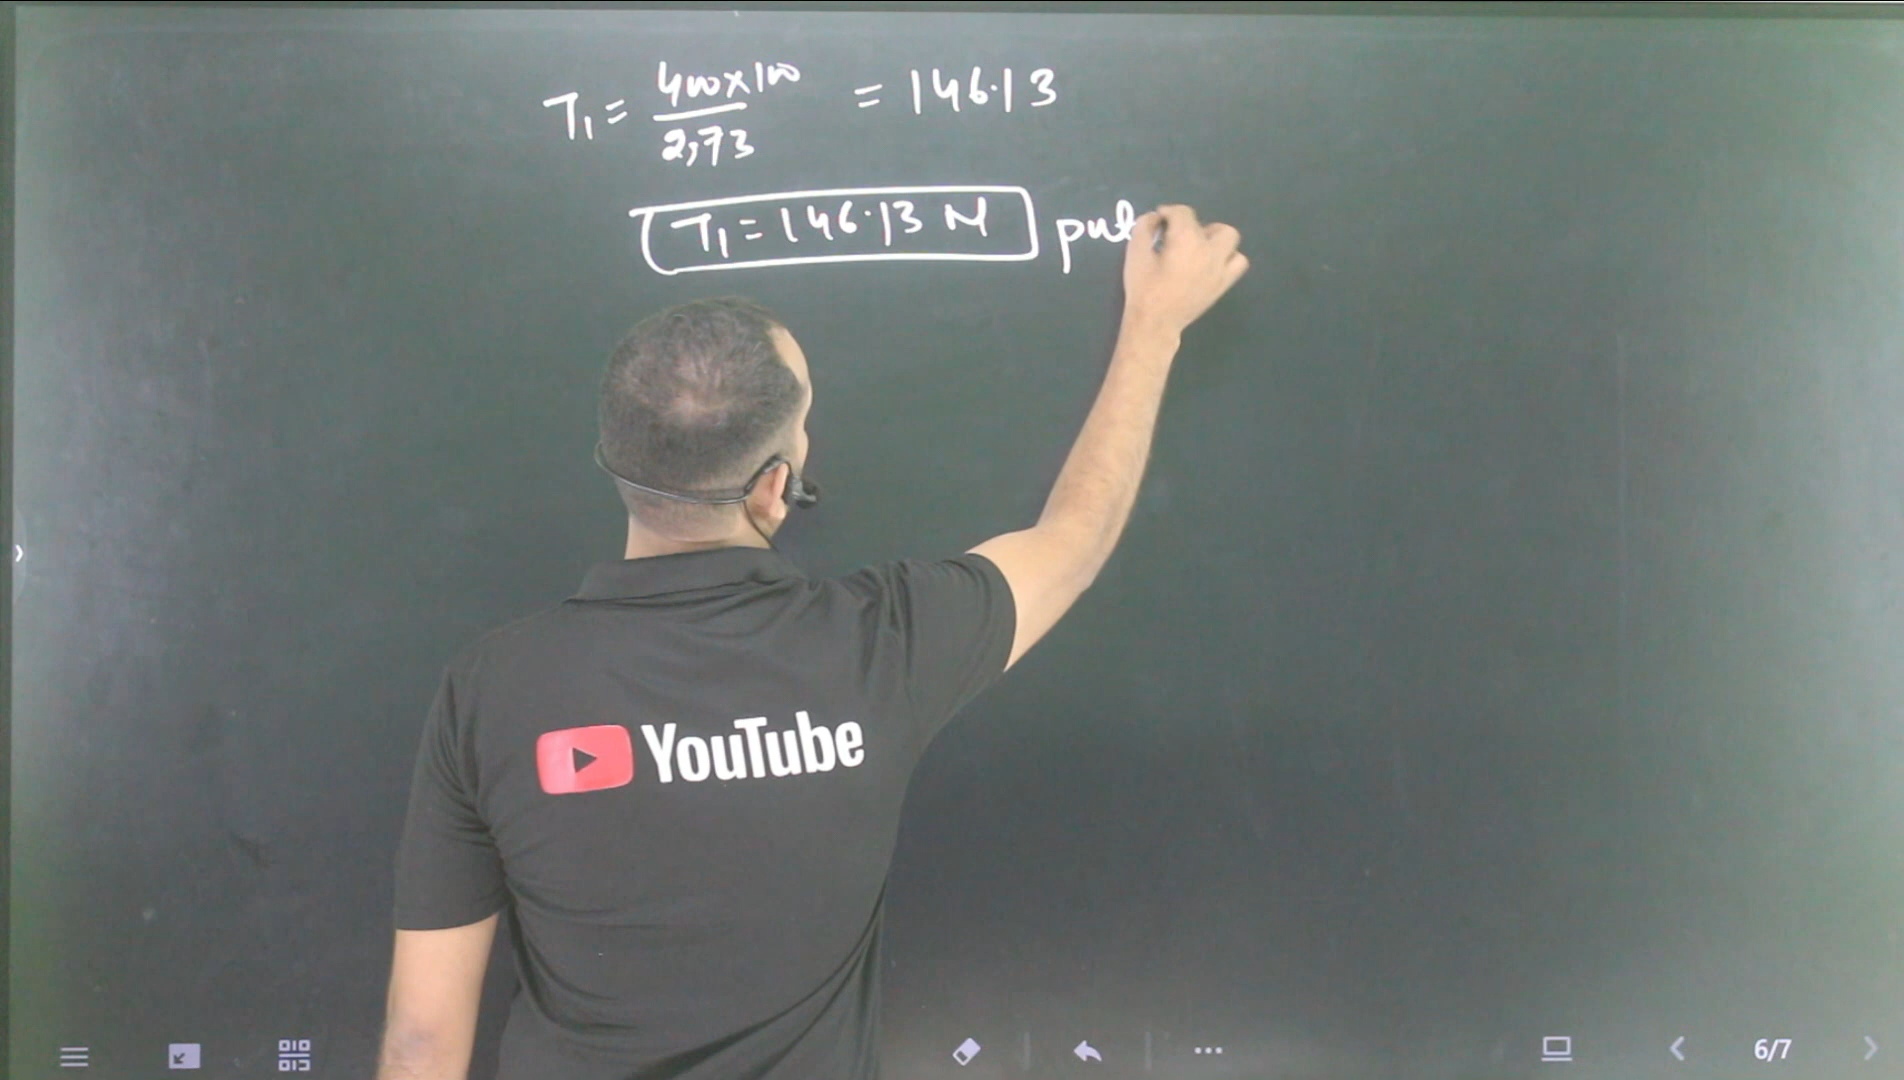 T₁ = 400×100 / 2,73 = 146.13
T₁ = 146.13 N put
YouTube
6/7